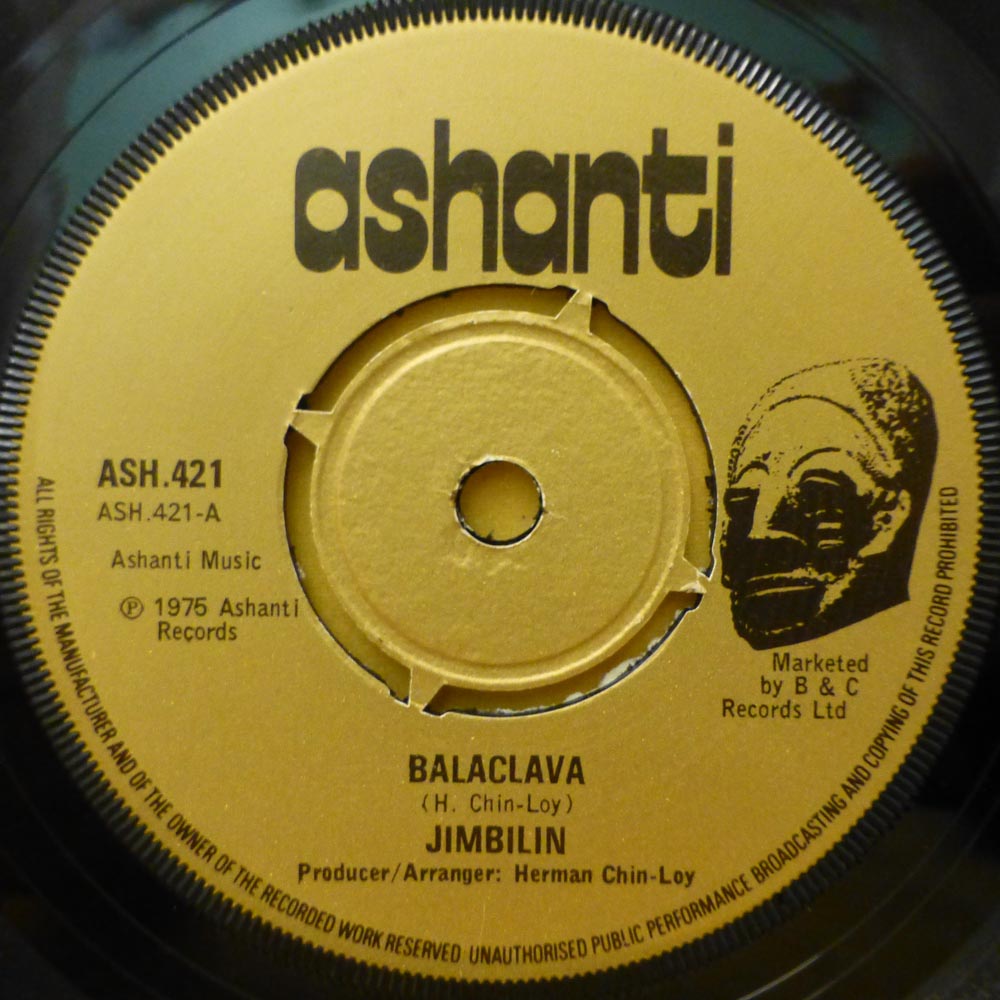 ashanti
ASH.421
ASH.421-A
Ashanti Music
℗ 1975 Ashanti
Records
Marketed
by B & C
Records Ltd
BALACLAVA
(H. Chin-Loy)
JIMBILIN
Producer/Arranger: Herman Chin-Loy
ALL RIGHTS OF THE MANUFACTURER AND OF THE OWNER OF THE RECORDED WORK RESERVED UNAUTHORISED PUBLIC PERFORMANCE BROADCASTING AND COPYING OF THIS RECORD PROHIBITED